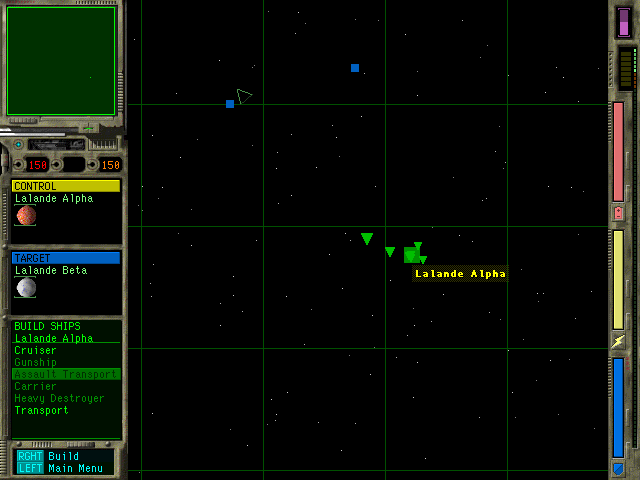 150 150
CONTROL
Lalande Alpha
TARGET
Lalande Beta
BUILD SHIPS
Lalande Alpha
Cruiser
Gunship
Assault Transport
Carrier
Heavy Destroyer
Transport
RGHT Build
LEFT Main Menu
Lalande Alpha